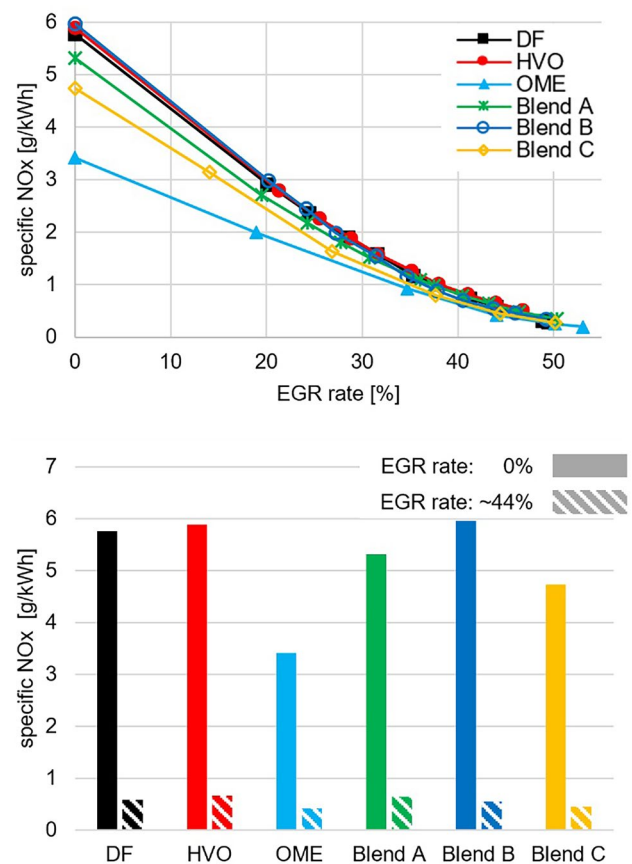 6
5
4
3
2
1
0
specific NOx [g/kWh]
DF
HVO
OME
Blend A
Blend B
Blend C
0 10 20 30 40 50
EGR rate [%]
7
6
5
4
3
2
1
0
specific NOx [g/kWh]
EGR rate: 0%
EGR rate: ~44%
DF HVO OME Blend A Blend B Blend C